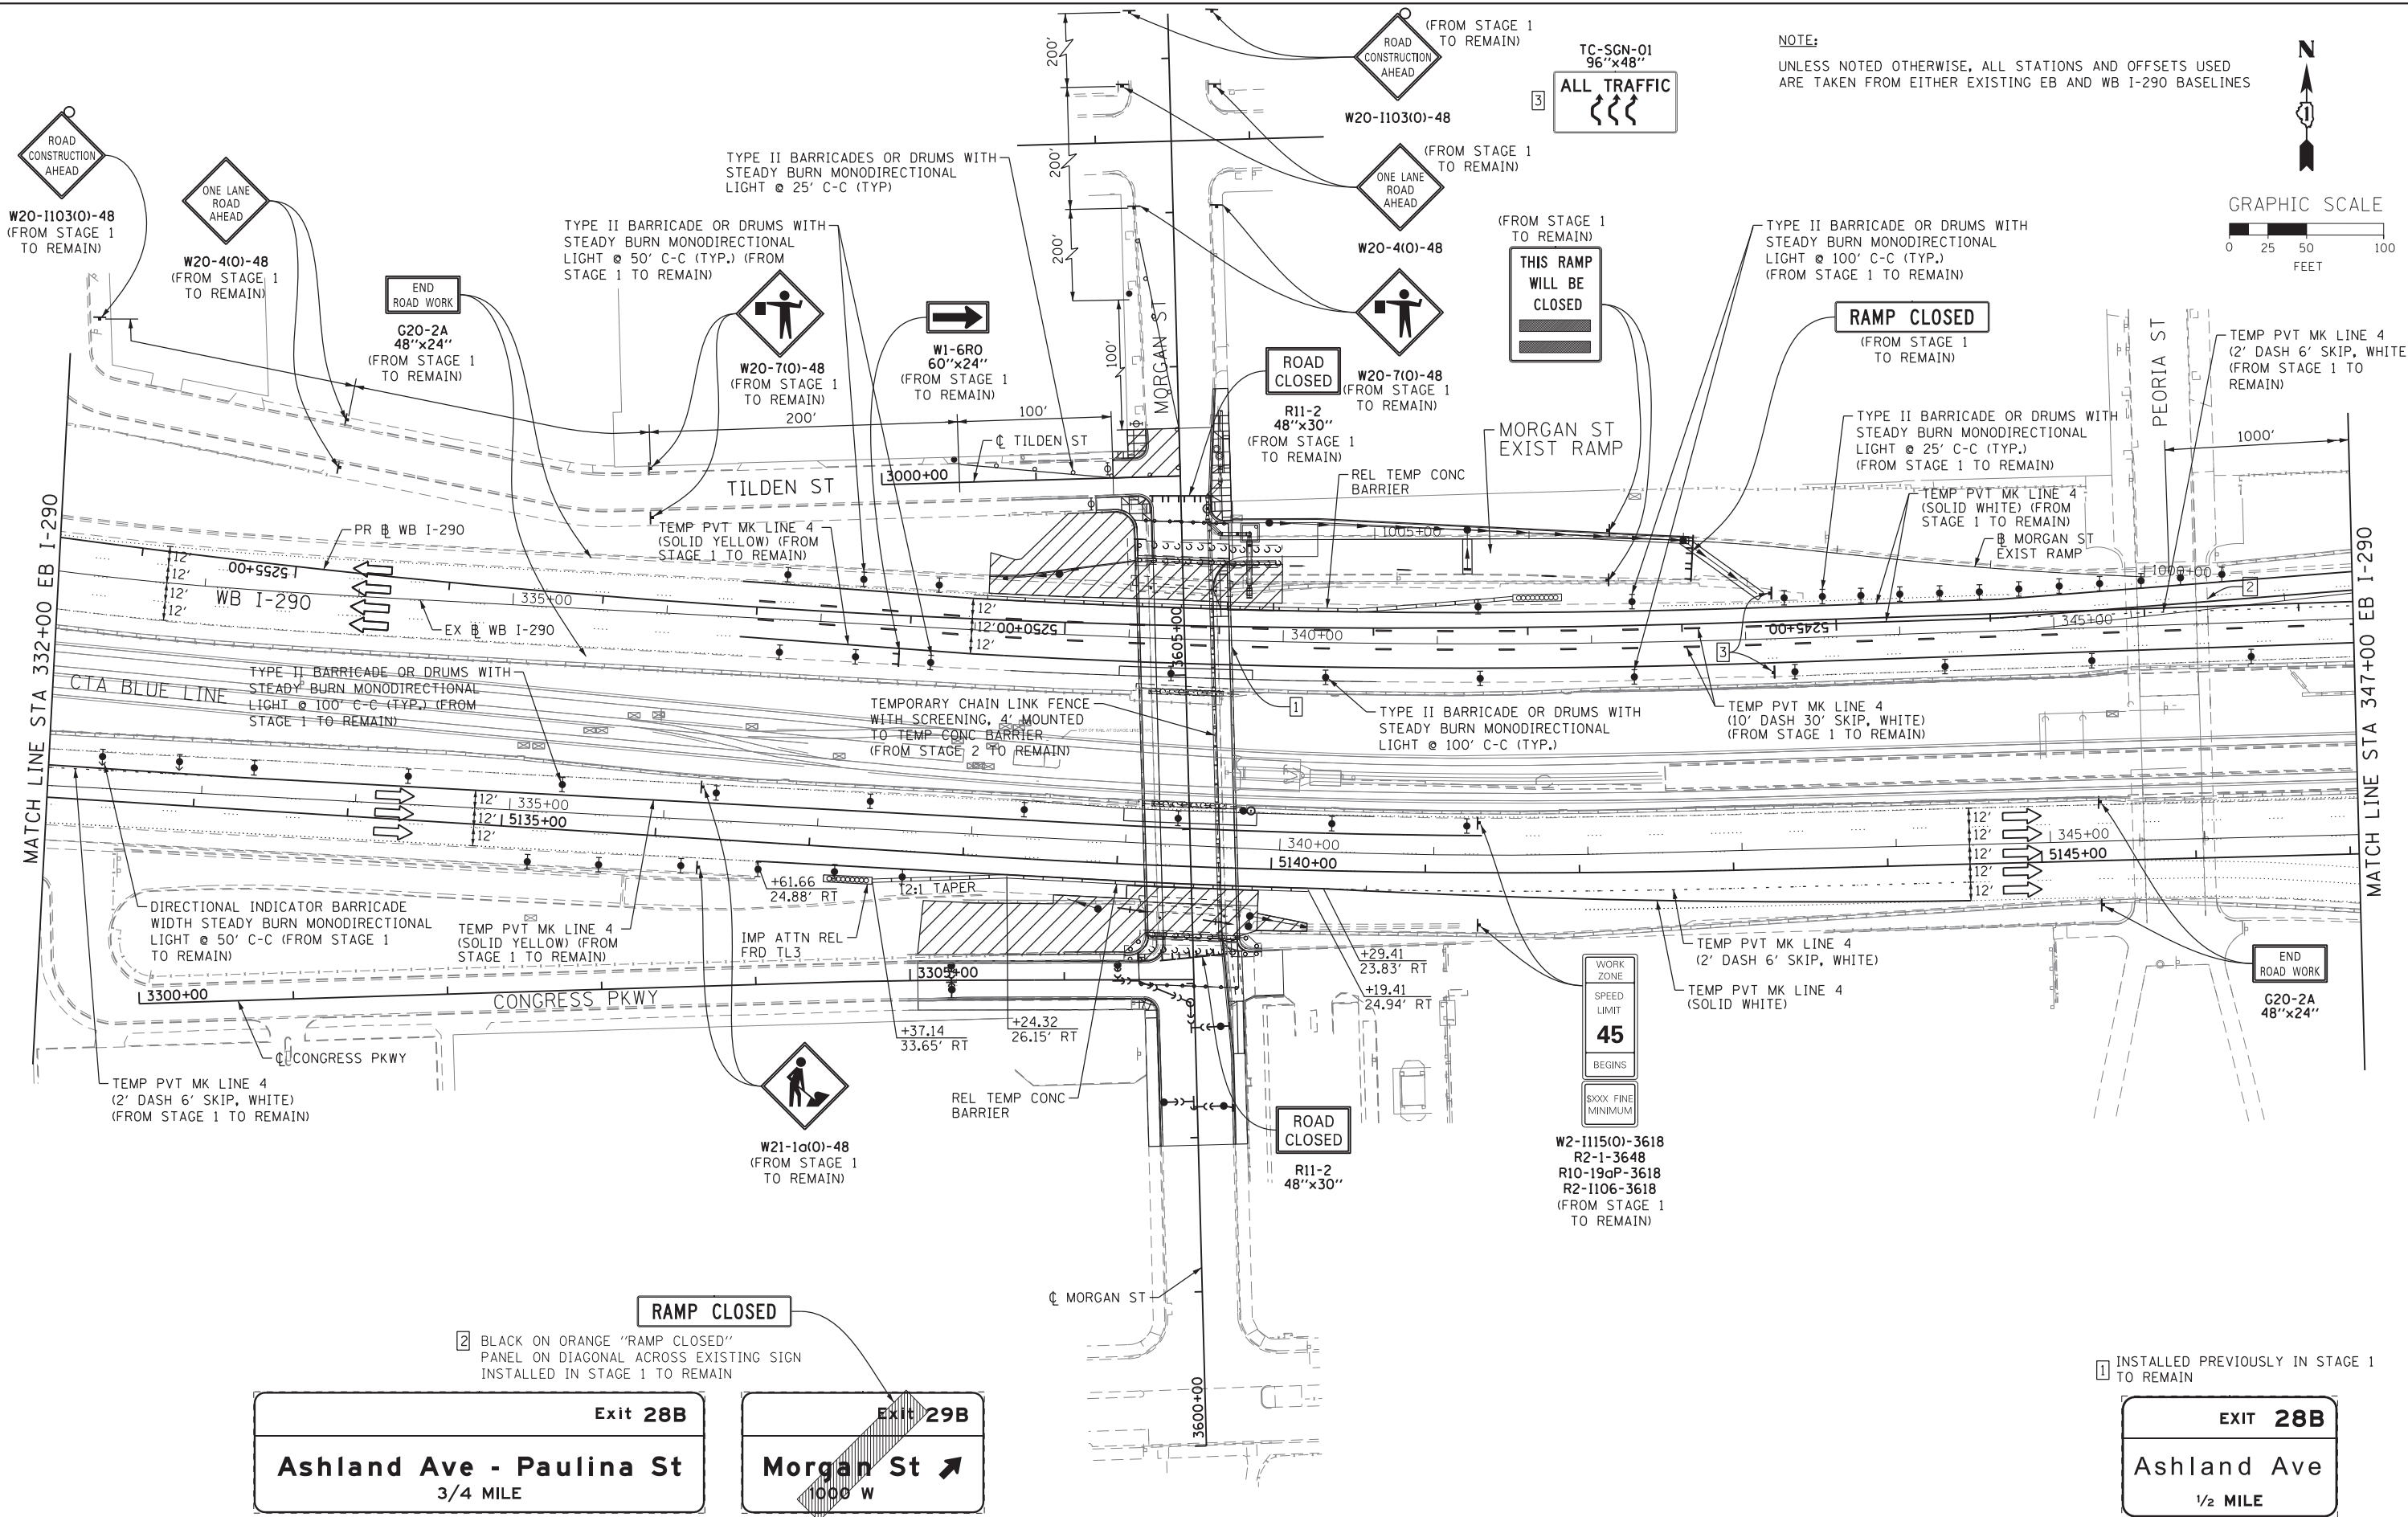 200'
200'
200'
100'
ROAD
CONSTRUCTION
AHEAD
(FROM STAGE 1
TO REMAIN)
W20-I103(O)-48
TC-SGN-01
96"x48"
3
ALL TRAFFIC
NOTE:
UNLESS NOTED OTHERWISE, ALL STATIONS AND OFFSETS USED
ARE TAKEN FROM EITHER EXISTING EB AND WB I-290 BASELINES
N
1
GRAPHIC SCALE
0 25 50 100
FEET
ROAD
CONSTRUCTION
AHEAD
W20-I103(O)-48
(FROM STAGE 1
TO REMAIN)
ONE LANE
ROAD
AHEAD
W20-4(O)-48
(FROM STAGE 1
TO REMAIN)
END
ROAD WORK
G20-2A
48"x24"
(FROM STAGE 1
TO REMAIN)
TYPE II BARRICADES OR DRUMS WITH
STEADY BURN MONODIRECTIONAL
LIGHT @ 25' C-C (TYP)
TYPE II BARRICADE OR DRUMS WITH
STEADY BURN MONODIRECTIONAL
LIGHT @ 50' C-C (TYP.) (FROM
STAGE 1 TO REMAIN)
W20-7(O)-48
(FROM STAGE 1
TO REMAIN)
W1-6RO
60"x24"
(FROM STAGE 1
TO REMAIN)
ONE LANE
ROAD
AHEAD
(FROM STAGE 1
TO REMAIN)
W20-4(O)-48
W20-7(O)-48
(FROM STAGE 1
TO REMAIN)
ROAD
CLOSED
R11-2
48"x30"
(FROM STAGE 1
TO REMAIN)
(FROM STAGE 1
TO REMAIN)
THIS RAMP
WILL BE
CLOSED
TYPE II BARRICADE OR DRUMS WITH
STEADY BURN MONODIRECTIONAL
LIGHT @ 100' C-C (TYP.)
(FROM STAGE 1 TO REMAIN)
RAMP CLOSED
(FROM STAGE 1
TO REMAIN)
TEMP PVT MK LINE 4
(2' DASH 6' SKIP, WHITE
(FROM STAGE 1 TO
REMAIN)
TYPE II BARRICADE OR DRUMS WITH
STEADY BURN MONODIRECTIONAL
LIGHT @ 25' C-C (TYP.)
(FROM STAGE 1 TO REMAIN)
PEORIA ST
1000'
MORGAN ST
200'
100'
℄ TILDEN ST
3000+00
TILDEN ST
MORGAN ST
EXIST RAMP
REL TEMP CONC
BARRIER
TEMP PVT MK LINE 4
(SOLID WHITE) (FROM
STAGE 1 TO REMAIN)
B MORGAN ST
EXIST RAMP
1005+00
1000+00
2
PR B WB I-290
TEMP PVT MK LINE 4
(SOLID YELLOW) (FROM
STAGE 1 TO REMAIN)
12'
12'
12'
12'
5255+00
WB I-290
335+00
EX B WB I-290
12'
12'
12'
5250+00
3605+00
340+00
5245+00
345+00
3
1
MATCH LINE STA 332+00 EB I-290
MATCH LINE STA 347+00 EB I-290
CTA BLUE LINE
TYPE II BARRICADE OR DRUMS WITH
STEADY BURN MONODIRECTIONAL
LIGHT @ 100' C-C (TYP.) (FROM
STAGE 1 TO REMAIN)
TEMPORARY CHAIN LINK FENCE
WITH SCREENING, 4' MOUNTED
TO TEMP CONC BARRIER
(FROM STAGE 2 TO REMAIN)
TYPE II BARRICADE OR DRUMS WITH
STEADY BURN MONODIRECTIONAL
LIGHT @ 100' C-C (TYP.)
TEMP PVT MK LINE 4
(10' DASH 30' SKIP, WHITE)
(FROM STAGE 1 TO REMAIN)
12'
12'
12'
335+00
5135+00
340+00
5140+00
12'
12'
12'
12'
12'
345+00
5145+00
DIRECTIONAL INDICATOR BARRICADE
WIDTH STEADY BURN MONODIRECTIONAL
LIGHT @ 50' C-C (FROM STAGE 1
TO REMAIN)
TEMP PVT MK LINE 4
(SOLID YELLOW) (FROM
STAGE 1 TO REMAIN)
+61.66
24.88' RT
12:1 TAPER
IMP ATTN REL
FRD TL3
3305+00
3300+00
CONGRESS PKWY
℄ CONGRESS PKWY
+37.14
33.65' RT
+24.32
26.15' RT
+29.41
23.83' RT
+19.41
24.94' RT
TEMP PVT MK LINE 4
(2' DASH 6' SKIP, WHITE)
TEMP PVT MK LINE 4
(SOLID WHITE)
END
ROAD WORK
G20-2A
48"x24"
TEMP PVT MK LINE 4
(2' DASH 6' SKIP, WHITE)
(FROM STAGE 1 TO REMAIN)
W21-1a(O)-48
(FROM STAGE 1
TO REMAIN)
REL TEMP CONC
BARRIER
ROAD
CLOSED
R11-2
48"x30"
WORK
ZONE
SPEED
LIMIT
45
BEGINS
$XXX FINE
MINIMUM
W2-I115(O)-3618
R2-1-3648
R10-19aP-3618
R2-I106-3618
(FROM STAGE 1
TO REMAIN)
℄ MORGAN ST
3600+00
RAMP CLOSED
2 BLACK ON ORANGE "RAMP CLOSED"
PANEL ON DIAGONAL ACROSS EXISTING SIGN
INSTALLED IN STAGE 1 TO REMAIN
Exit 28B
Ashland Ave - Paulina St
3/4 MILE
Exit 29B
Morgan St
1000 W
1 INSTALLED PREVIOUSLY IN STAGE 1
TO REMAIN
EXIT 28B
Ashland Ave
1/2 MILE